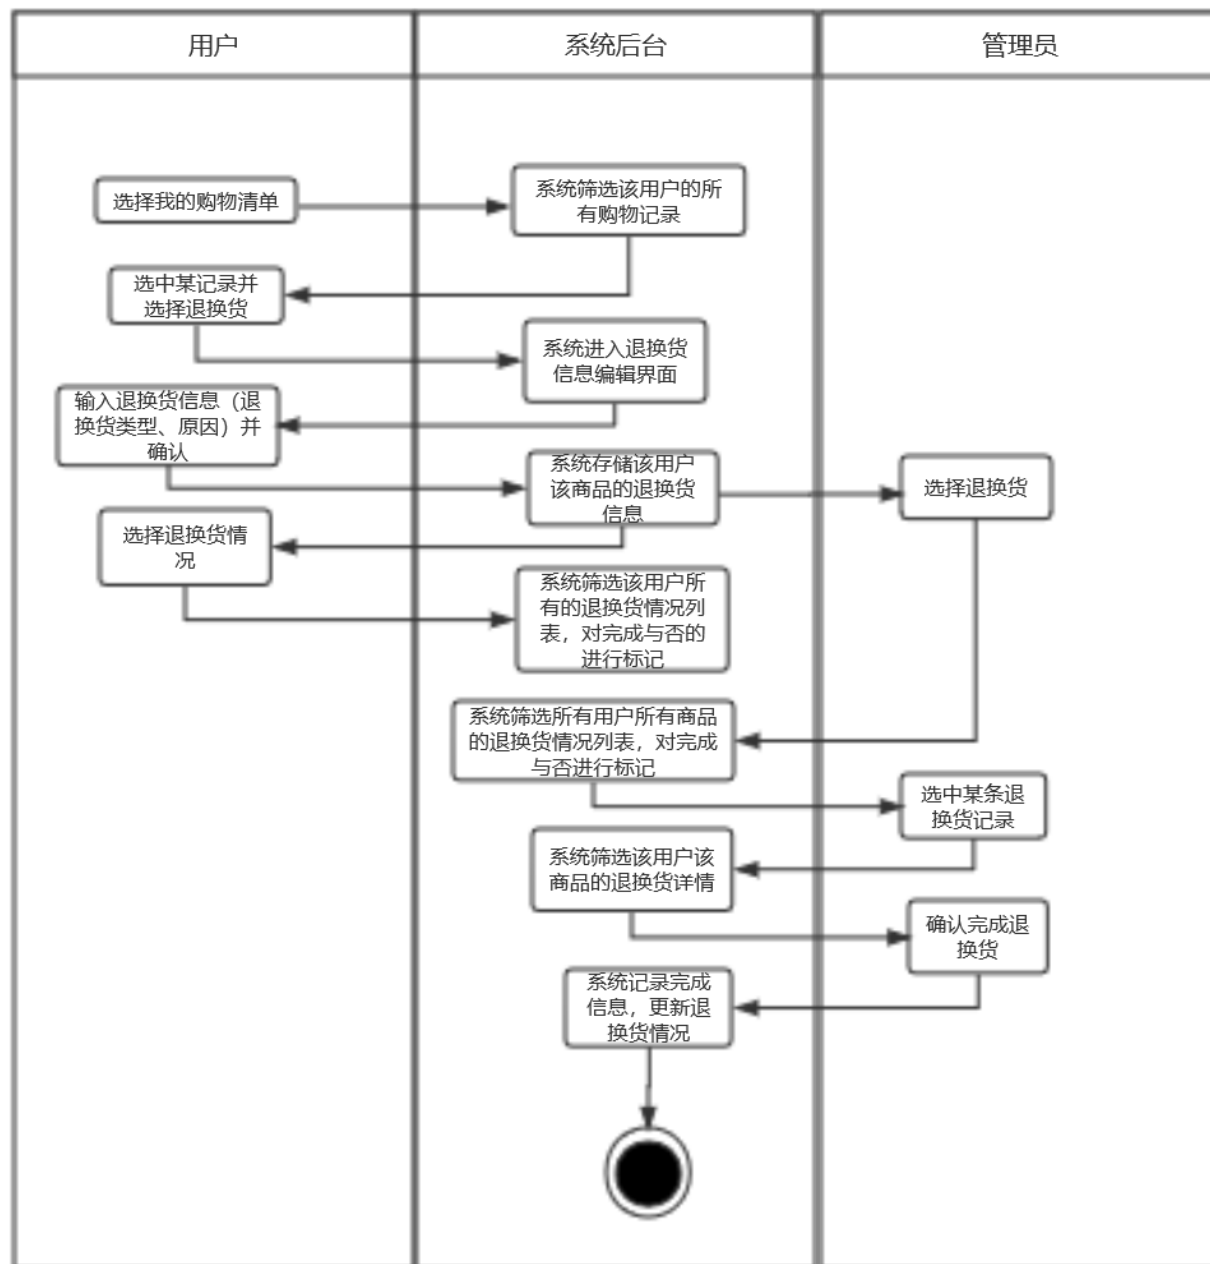 用户
系统后台
管理员
选择我的购物清单
系统筛选该用户的所
有购物记录
选中某记录并
选择退换货
系统进入退换货
信息编辑界面
输入退换货信息（退
换货类型、原因）并
确认
系统存储该用户
该商品的退换货
信息
选择退换货
选择退换货情
况
系统筛选该用户所
有的退换货情况列
表，对完成与否的
进行标记
系统筛选所有用户所有商品
的退换货情况列表，对完成
与否进行标记
选中某条退
换货记录
系统筛选该用户该
商品的退换货详情
确认完成退
换货
系统记录完成
信息，更新退
换货情况